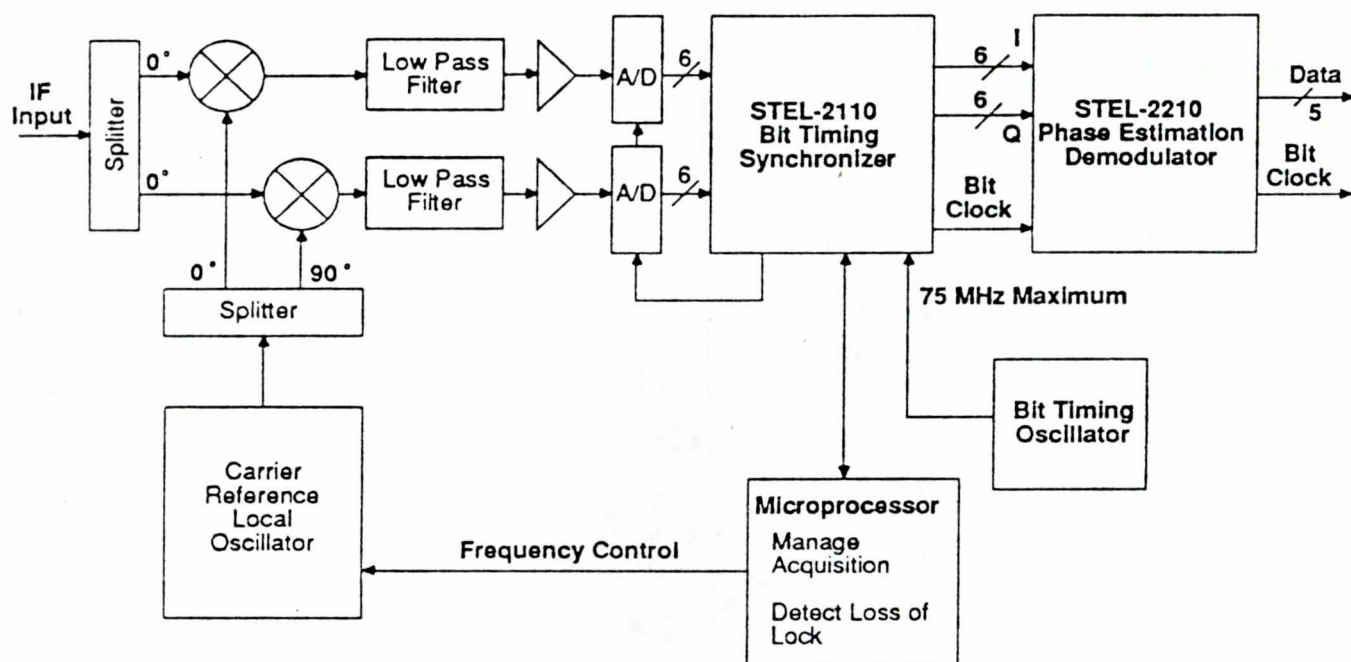 IF
Input
Splitter
0°
0°
Low Pass
Filter
Low Pass
Filter
A/D
A/D
6
6
STEL-2110
Bit Timing
Synchronizer
6
I
6
Q
Bit
Clock
STEL-2210
Phase Estimation
Demodulator
Data
5
Bit
Clock
0°
90°
Splitter
75 MHz Maximum
Bit Timing
Oscillator
Carrier
Reference
Local
Oscillator
Frequency Control
Microprocessor
Manage
Acquisition
Detect Loss of
Lock